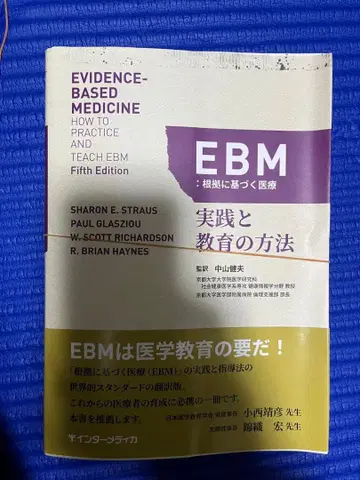 EVIDENCE-
BASED
MEDICINE
HOW TO
PRACTICE
AND
TEACH EBM
Fifth Edition
EBM
:根拠に基づく医療
SHARON E. STRAUS
PAUL GLASZIOU
W. SCOTT RICHARDSON
R. BRIAN HAYNES
実践と
教育の方法
監訳 中山健夫
京都大学大学院医学研究科
社会健康医学系専攻 健康情報学分野 教授
京都大学医学部附属病院 倫理支援部 部長
EBMは医学教育の要だ!
「根拠に基づく医療(EBM)」の実践と指導法の
世界的スタンダードの翻訳版。
これからの医療者の育成に必携の一冊です。
本書を推薦します。
小西靖彦 先生
錦織 宏 先生
インターメディカ